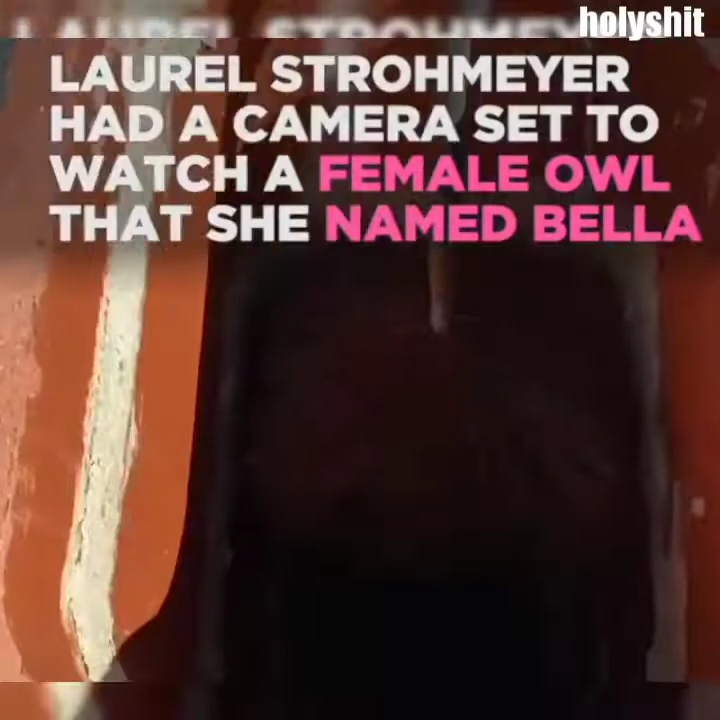 holyshit
LAUREL STROHMEYER
HAD A CAMERA SET TO
WATCH A FEMALE OWL
THAT SHE NAMED BELLA